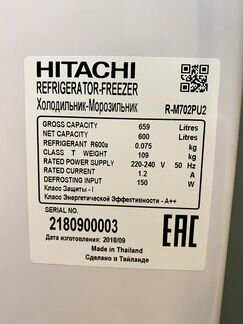 HITACHI
REFRIGERATOR-FREEZER
Холодильник-Морозильник R-M702PU2
GROSS CAPACITY 659 Litres
NET CAPACITY 600 Litres
REFRIGERANT R600a 0.075 kg
CLASS T WEIGHT 109 kg
RATED POWER SUPPLY 220-240 V 50 Hz
RATED CURRENT 1.2 A
DEFROSTING INPUT 150 W
Класс Защиты - I
Класс Энергетической Эффективности - A++
SERIAL NO.
2180900003
Дата изготовления: 2018/09
Made in Thailand
Сделано в Таиланде
EAC